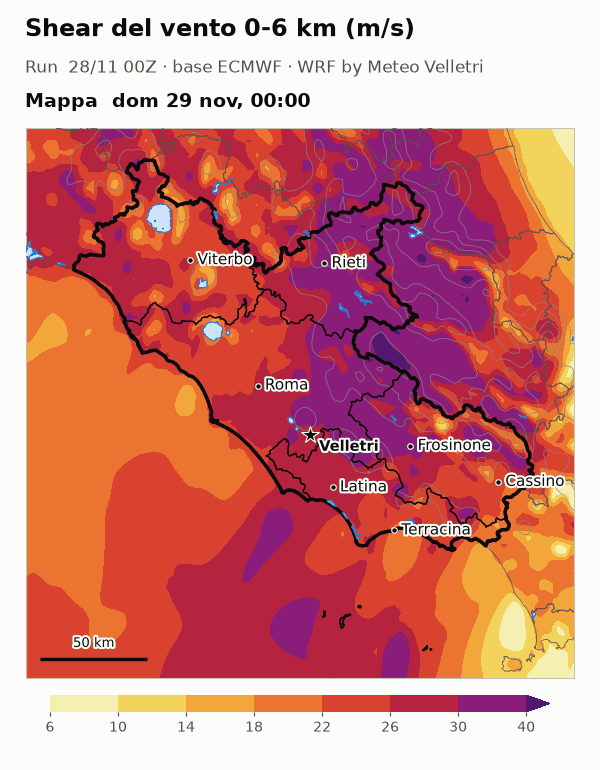 Shear del vento 0-6 km (m/s)
Run  28/11 00Z · base ECMWF · WRF by Meteo Velletri
Mappa  dom 29 nov, 00:00
Viterbo
Rieti
Roma
Velletri
Frosinone
Latina
Cassino
Terracina
50 km
6 10 14 18 22 26 30 40